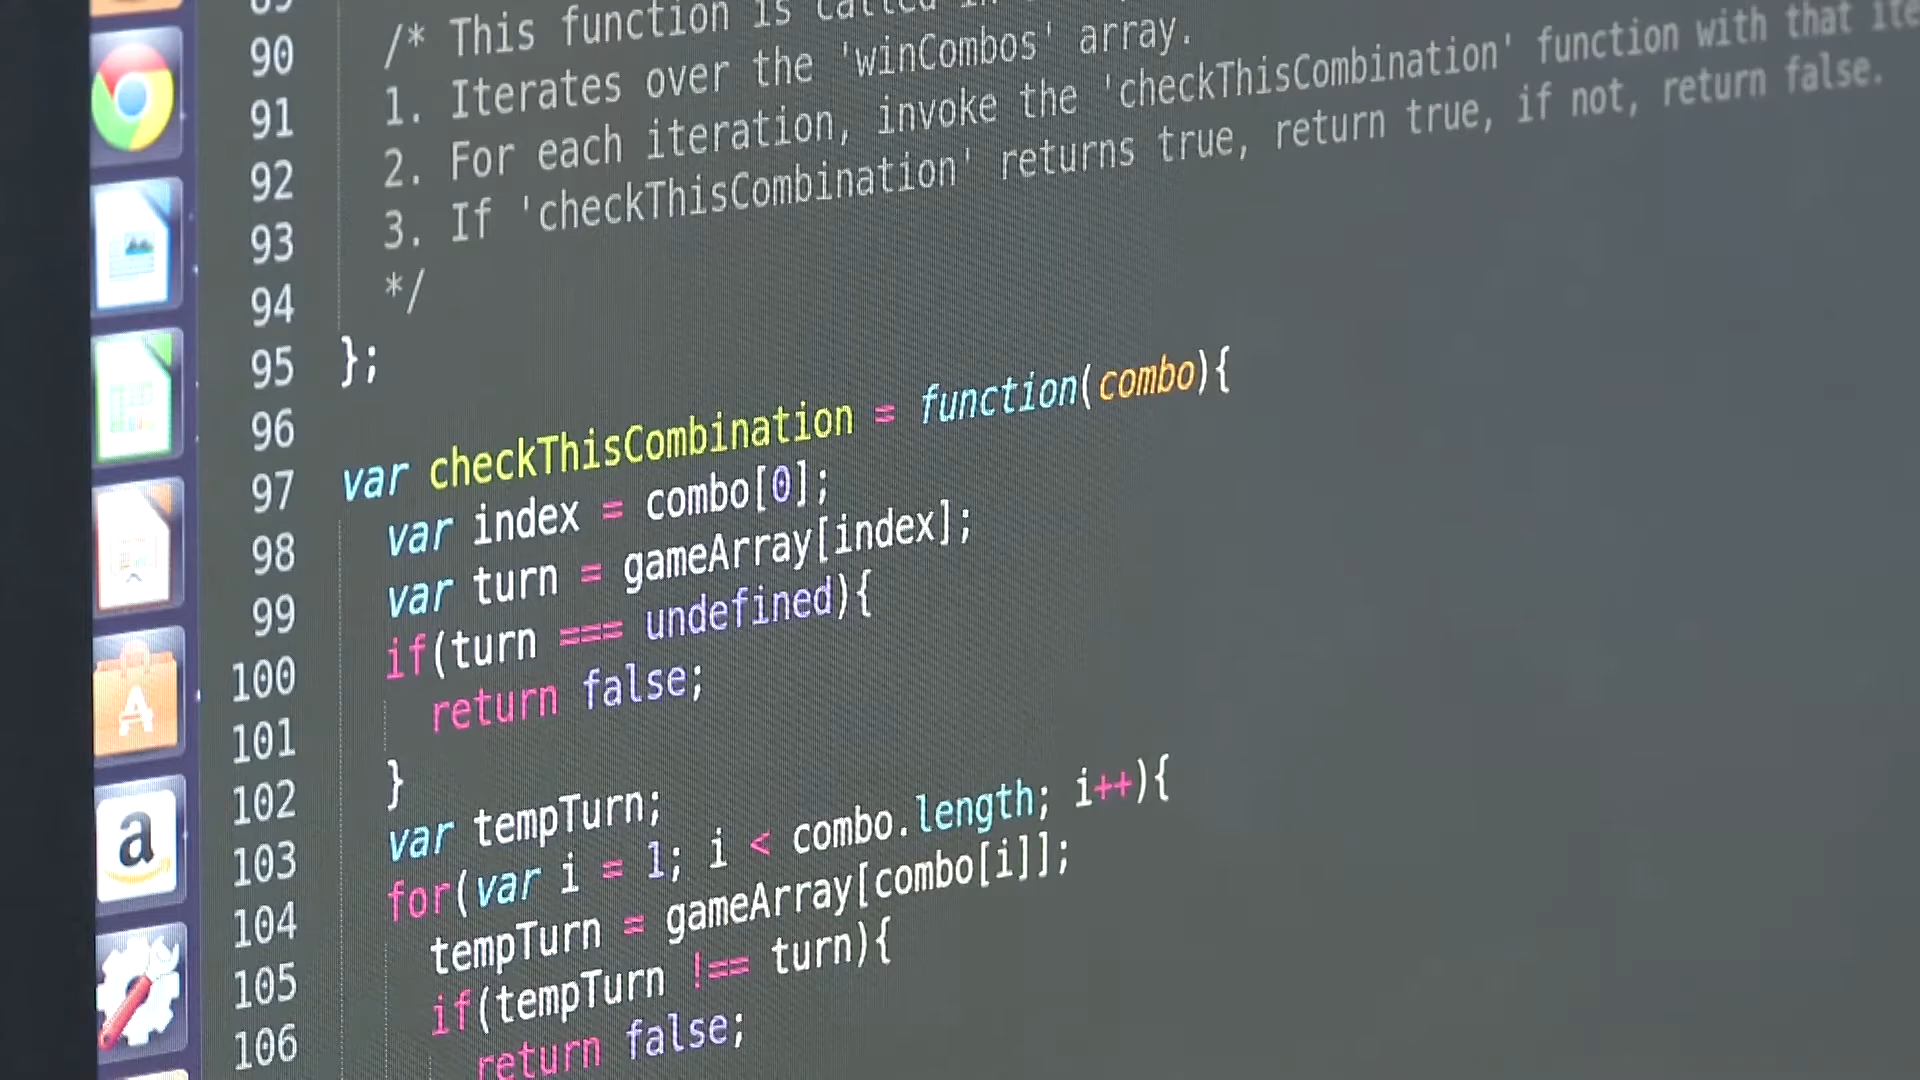 89
90 /* This function is called in
91 1. Iterates over the 'winCombos' array.
92 2. For each iteration, invoke the 'checkThisCombination' function with that
93 3. If 'checkThisCombination' returns true, return true, if not, return false.
94 */
95 };
96
97 var checkThisCombination = function(combo){
98 var index = combo[0];
99 var turn = gameArray[index];
100 if(turn === undefined){
101 return false;
102 }
103 var tempTurn;
104 for(var i = 1; i < combo.length; i++){
105 tempTurn = gameArray[combo[i]];
106 if(tempTurn !== turn){
return false;
A
a